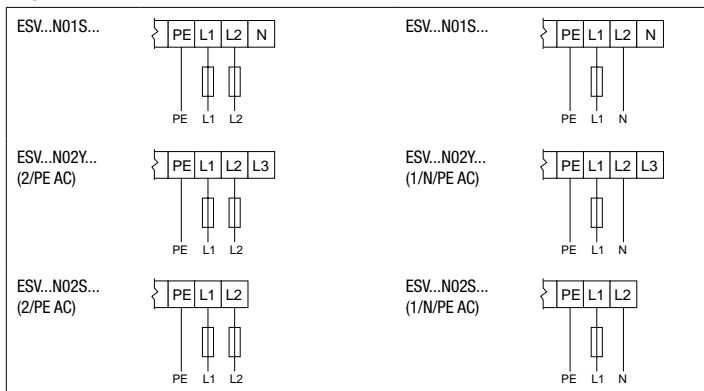 ESV...N01S...
PE L1 L2 N
PE L1 L2
ESV...N01S...
PE L1 L2 N
PE L1 N
ESV...N02Y...
(2/PE AC)
PE L1 L2 L3
PE L1 L2
ESV...N02Y...
(1/N/PE AC)
PE L1 L2 L3
PE L1 N
ESV...N02S...
(2/PE AC)
PE L1 L2
PE L1 L2
ESV...N02S...
(1/N/PE AC)
PE L1 L2
PE L1 N